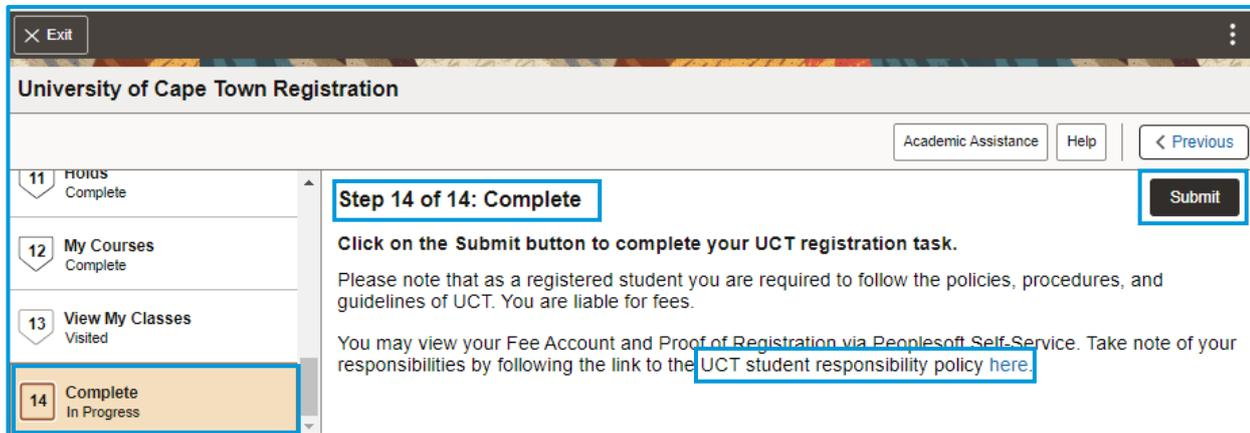 Exit
University of Cape Town Registration
Academic Assistance Help Previous
11 Holds
Complete
12 My Courses
Complete
13 View My Classes
Visited
14 Complete
In Progress
Step 14 of 14: Complete
Submit
Click on the Submit button to complete your UCT registration task.
Please note that as a registered student you are required to follow the policies, procedures, and
guidelines of UCT. You are liable for fees.
You may view your Fee Account and Proof of Registration via Peoplesoft Self-Service. Take note of your
responsibilities by following the link to the UCT student responsibility policy here.